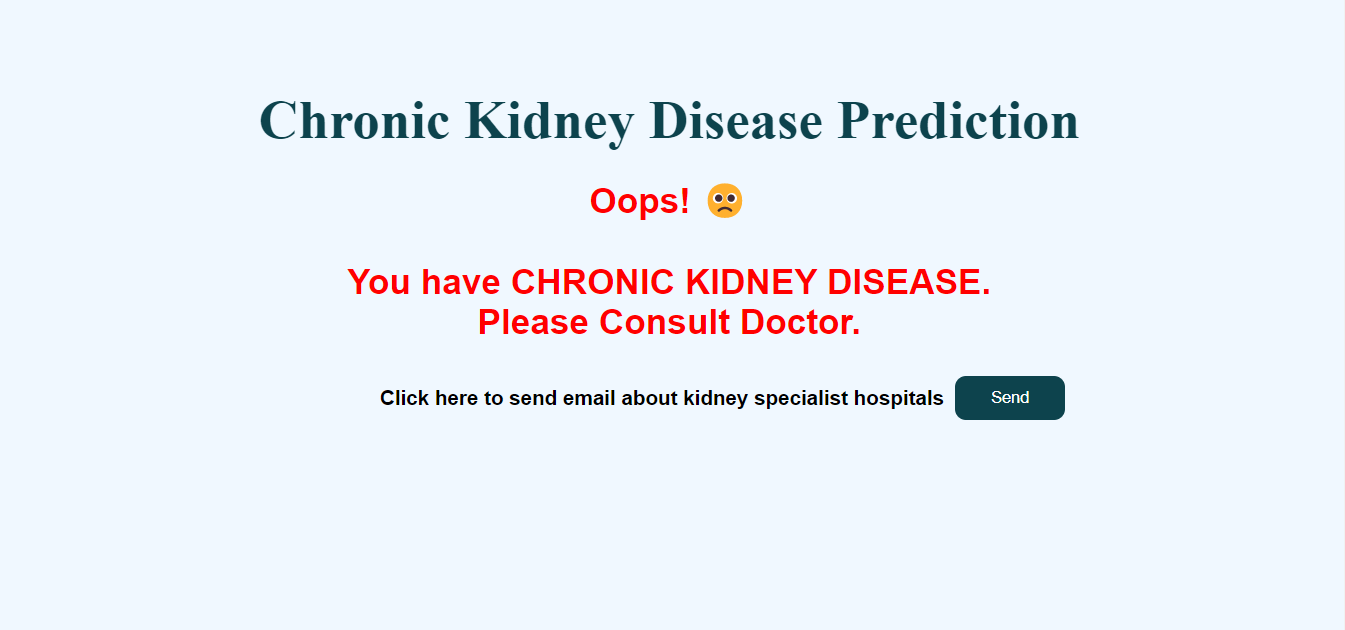 Chronic Kidney Disease Prediction
Oops! 🙁
You have CHRONIC KIDNEY DISEASE.
Please Consult Doctor.
Click here to send email about kidney specialist hospitals Send